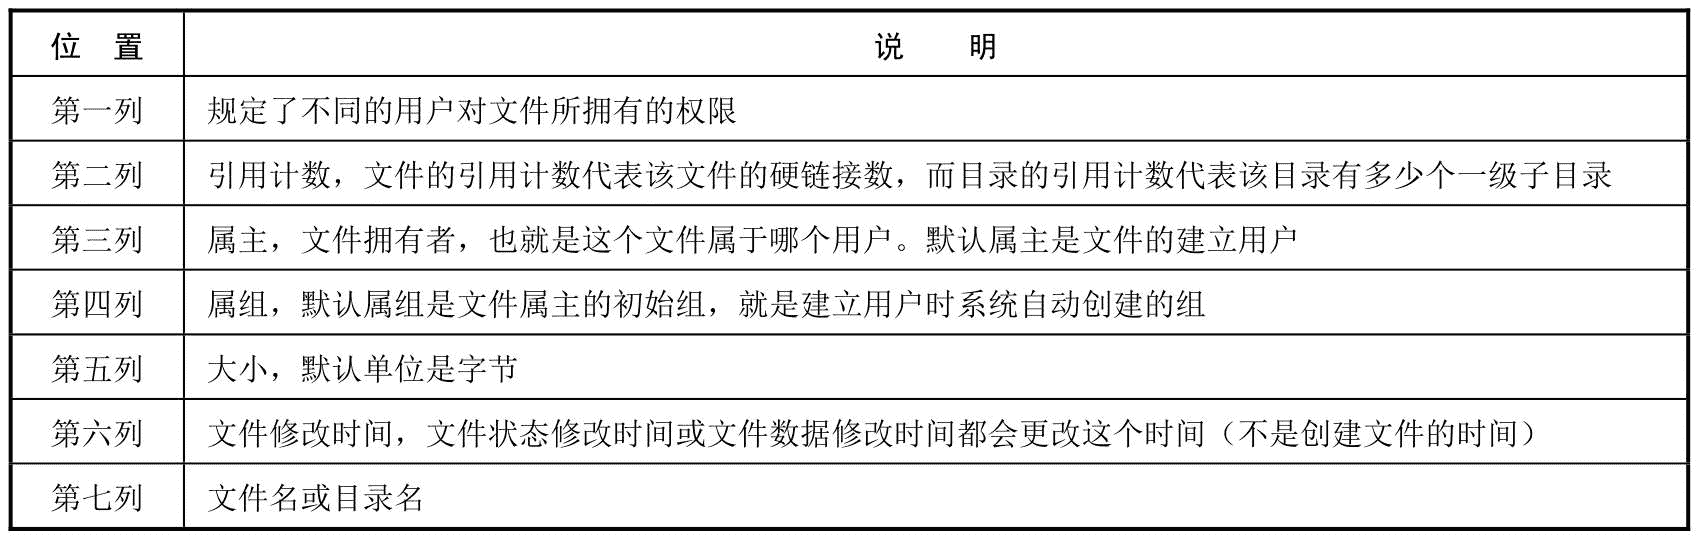 位 置 说 明
第一列 规定了不同的用户对文件所拥有的权限
第二列 引用计数，文件的引用计数代表该文件的硬链接数，而目录的引用计数代表该目录有多少个一级子目录
第三列 属主，文件拥有者，也就是这个文件属于哪个用户。默认属主是文件的建立用户
第四列 属组，默认属组是文件属主的初始组，就是建立用户时系统自动创建的组
第五列 大小，默认单位是字节
第六列 文件修改时间，文件状态修改时间或文件数据修改时间都会更改这个时间（不是创建文件的时间）
第七列 文件名或目录名